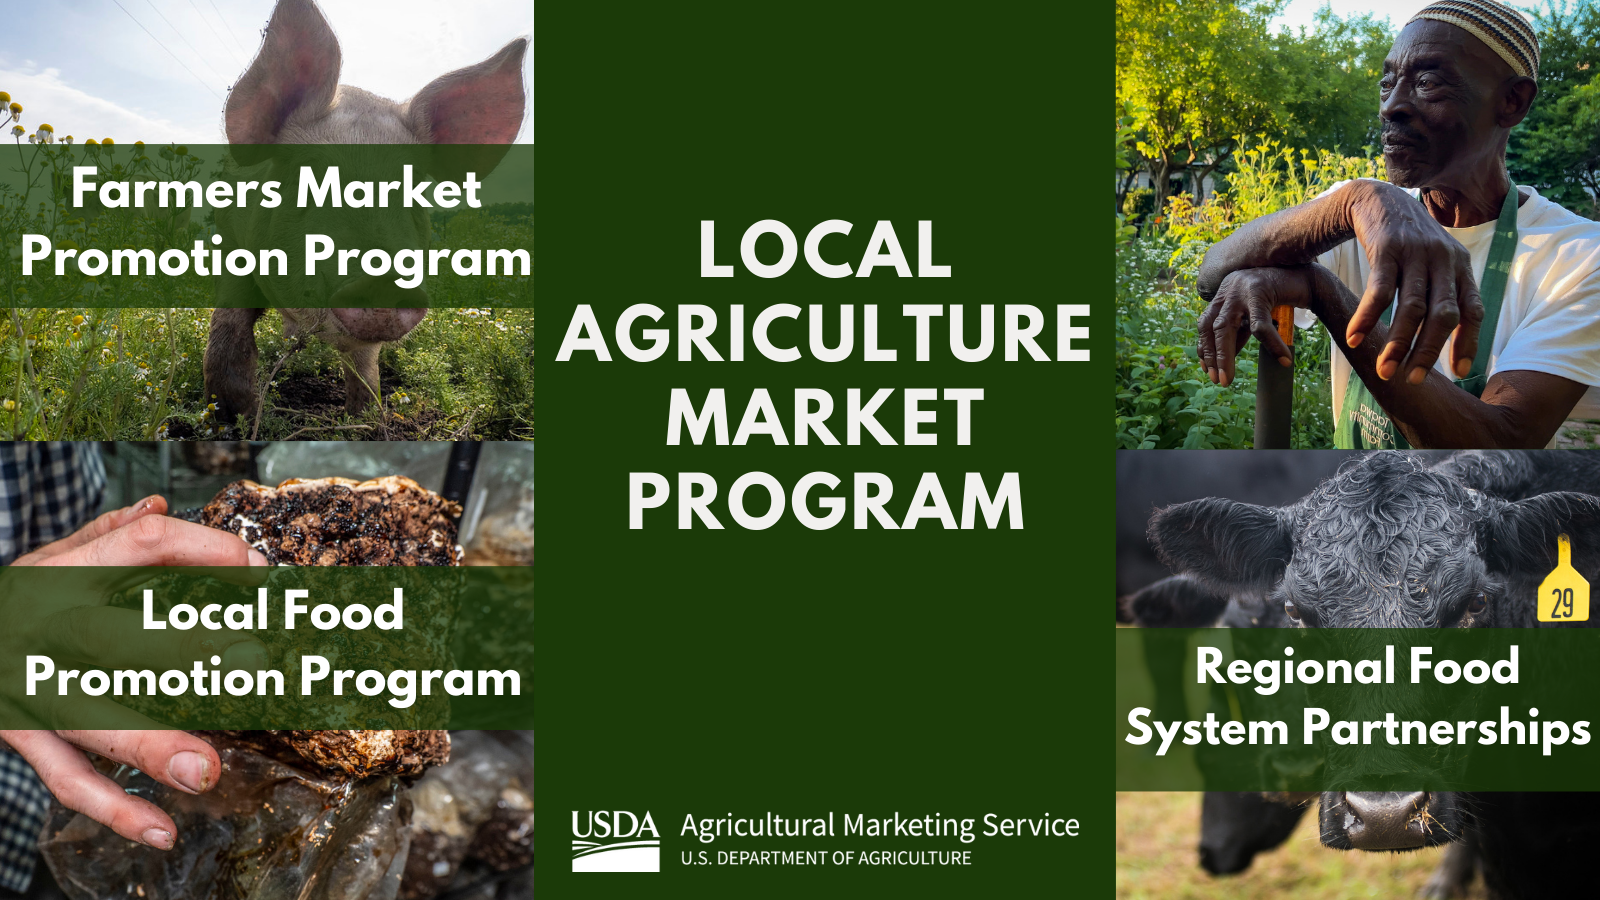 Farmers Market
Promotion Program
Local Food
Promotion Program
LOCAL
AGRICULTURE
MARKET
PROGRAM
USDA
Agricultural Marketing Service
U.S. DEPARTMENT OF AGRICULTURE
29
Regional Food
System Partnerships